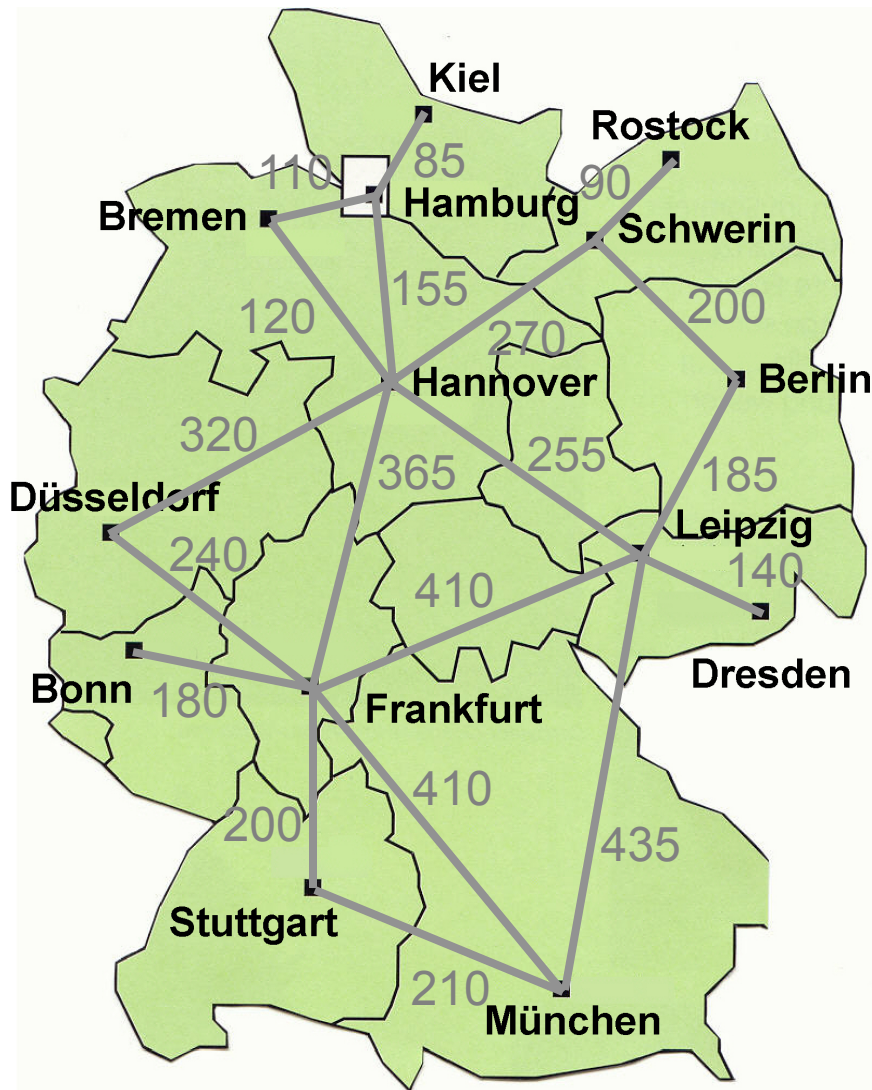 Kiel
Rostock
110
85
90
Bremen
Hamburg
Schwerin
155
200
120
270
Hannover
Berlin
320
255
365
185
Düsseldorf
Leipzig
240
140
410
Bonn
180
Dresden
Frankfurt
410
200
435
Stuttgart
210
München